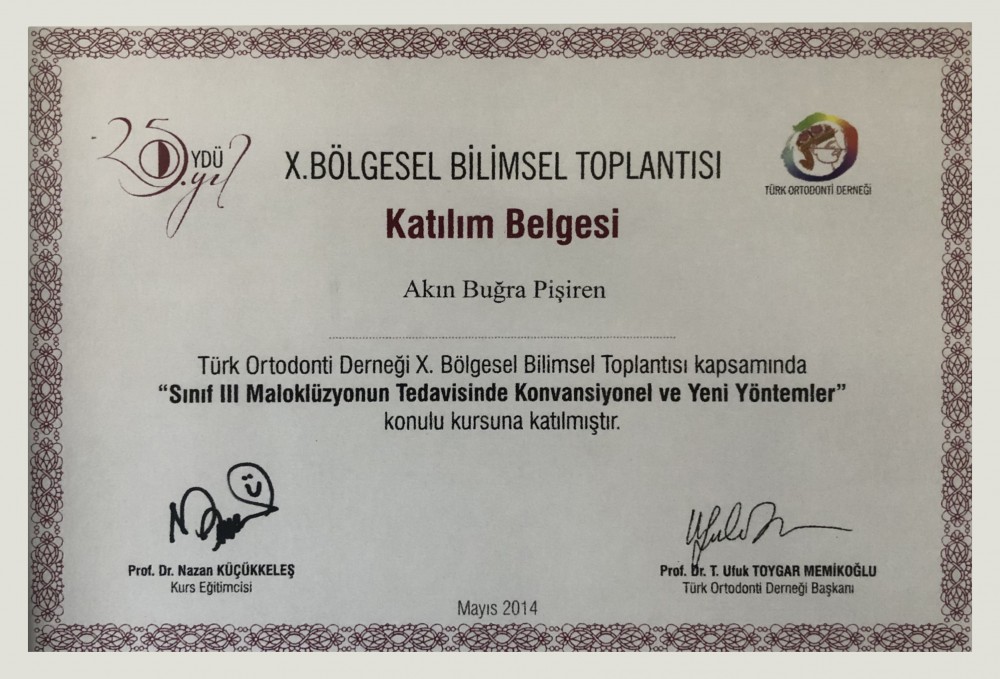 25.yıl
YDÜ
X.BÖLGESEL BİLİMSEL TOPLANTISI
TÜRK ORTODONTİ DERNEĞİ
Katılım Belgesi
Akın Buğra Pişiren
Türk Ortodonti Derneği X. Bölgesel Bilimsel Toplantısı kapsamında
“Sınıf III Maloklüzyonun Tedavisinde Konvansiyonel ve Yeni Yöntemler”
konulu kursuna katılmıştır.
Prof. Dr. Nazan KÜÇÜKKELEŞ
Kurs Eğitimcisi
Prof. Dr. T. Ufuk TOYGAR MEMİKOĞLU
Türk Ortodonti Derneği Başkanı
Mayıs 2014